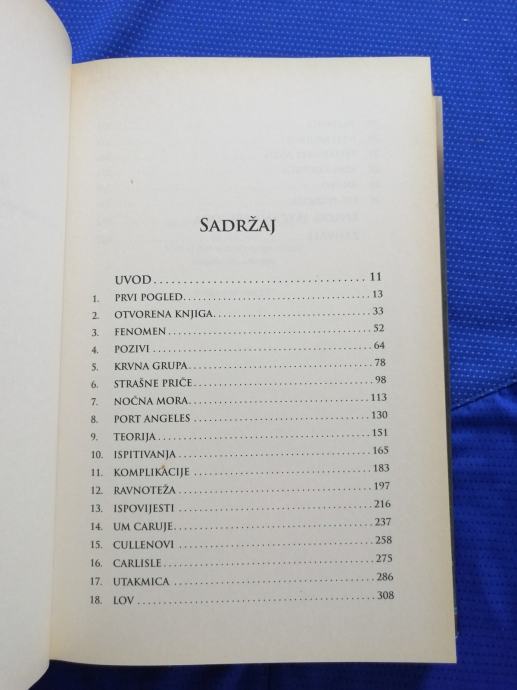 SADRŽAJ
UVOD 11
1. PRVI POGLED 13
2. OTVORENA KNJIGA 33
3. FENOMEN 52
4. POZIVI 64
5. KRVNA GRUPA 78
6. STRAŠNE PRIČE 98
7. NOĆNA MORA 113
8. PORT ANGELES 130
9. TEORIJA 151
10. ISPITIVANJA 165
11. KOMPLIKACIJE 183
12. RAVNOTEŽA 197
13. ISPOVIJESTI 216
14. UM CARUJE 237
15. CULLENOVI 258
16. CARLISLE 275
17. UTAKMICA 286
18. LOV 308